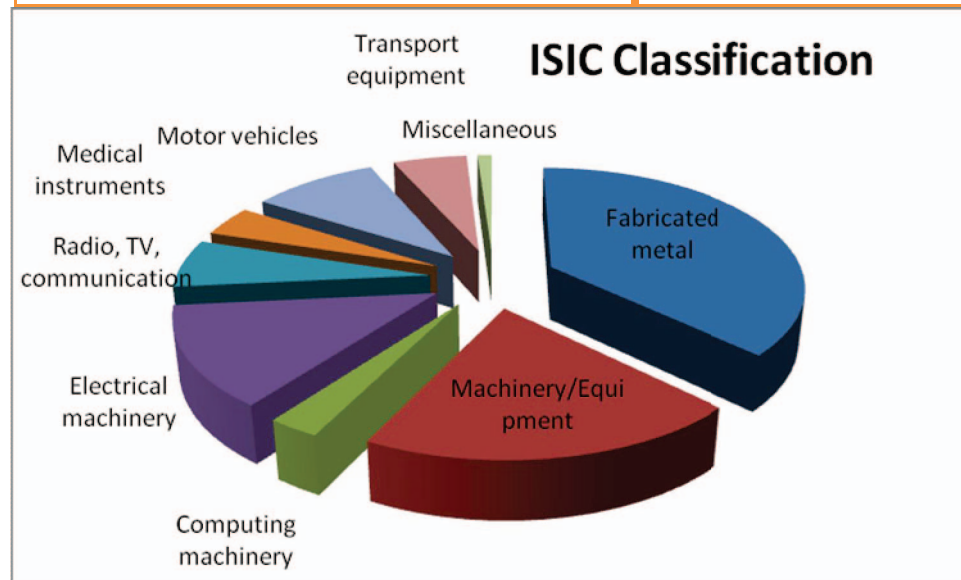 ISIC Classification
Transport
equipment
Miscellaneous
Motor vehicles
Medical
instruments
Radio, TV,
communication
Electrical
machinery
Computing
machinery
Machinery/Equi
pment
Fabricated
metal